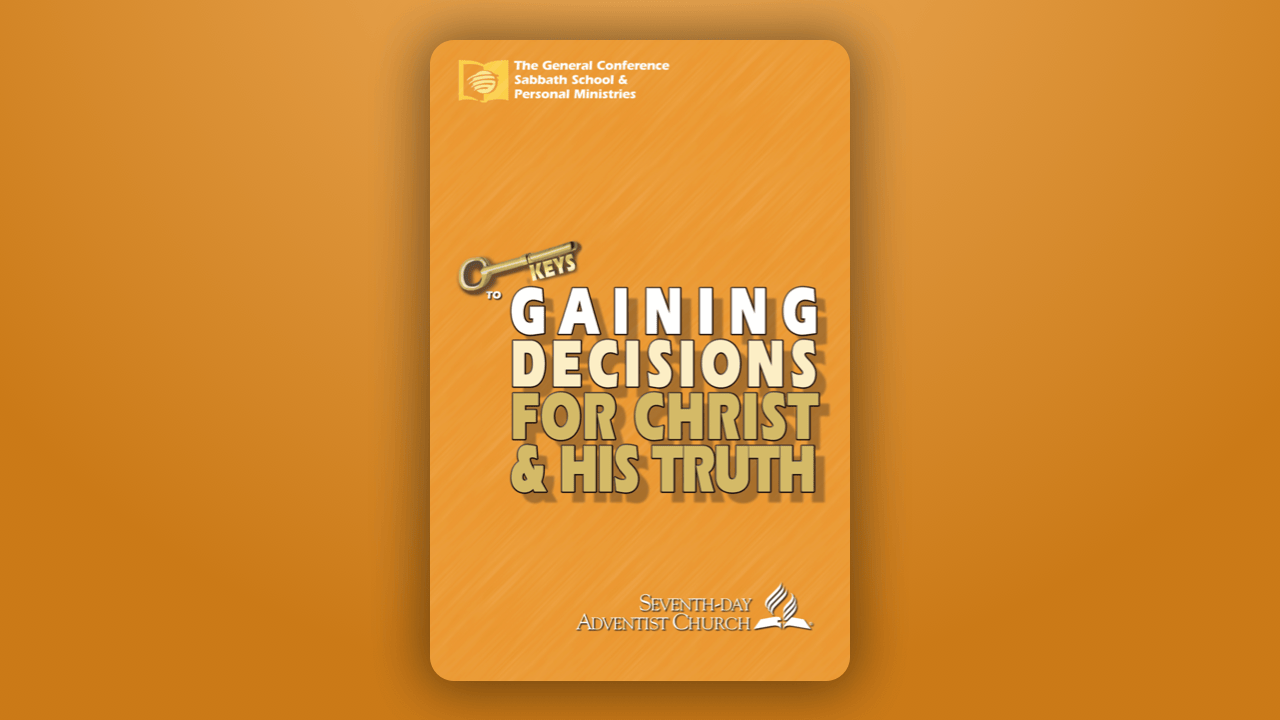 The General Conference
Sabbath School &
Personal Ministries
KEYS
TO
GAINING
DECISIONS
FOR CHRIST
& HIS TRUTH
SEVENTH-DAY
ADVENTIST CHURCH